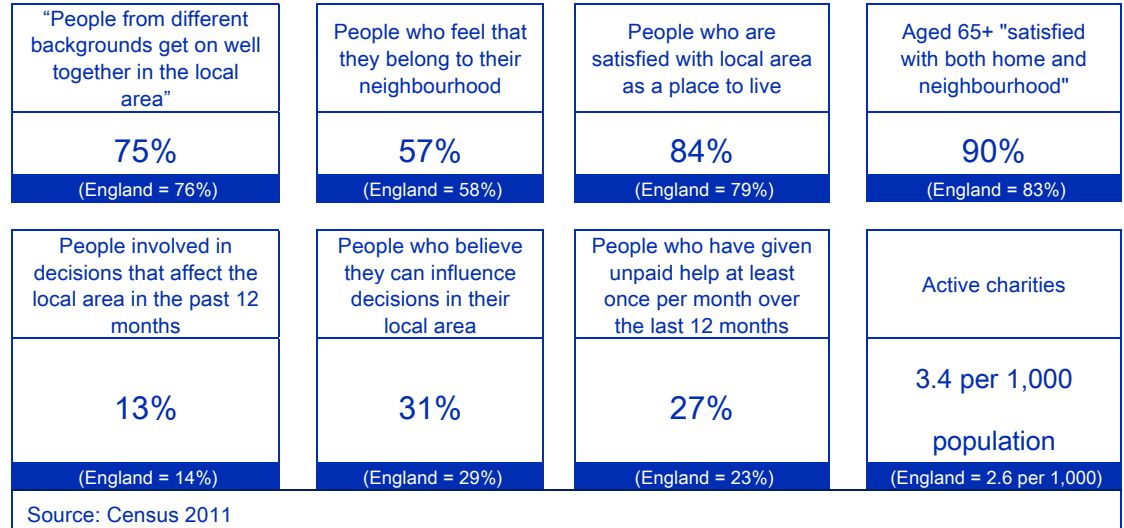 “People from different
backgrounds get on well
together in the local
area”
75%
(England = 76%)
People who feel that
they belong to their
neighbourhood
57%
(England = 58%)
People who are
satisfied with local area
as a place to live
84%
(England = 79%)
Aged 65+ "satisfied
with both home and
neighbourhood"
90%
(England = 83%)
People involved in
decisions that affect the
local area in the past 12
months
13%
(England = 14%)
People who believe
they can influence
decisions in their
local area
31%
(England = 29%)
People who have given
unpaid help at least
once per month over
the last 12 months
27%
(England = 23%)
Active charities
3.4 per 1,000
population
(England = 2.6 per 1,000)
Source: Census 2011